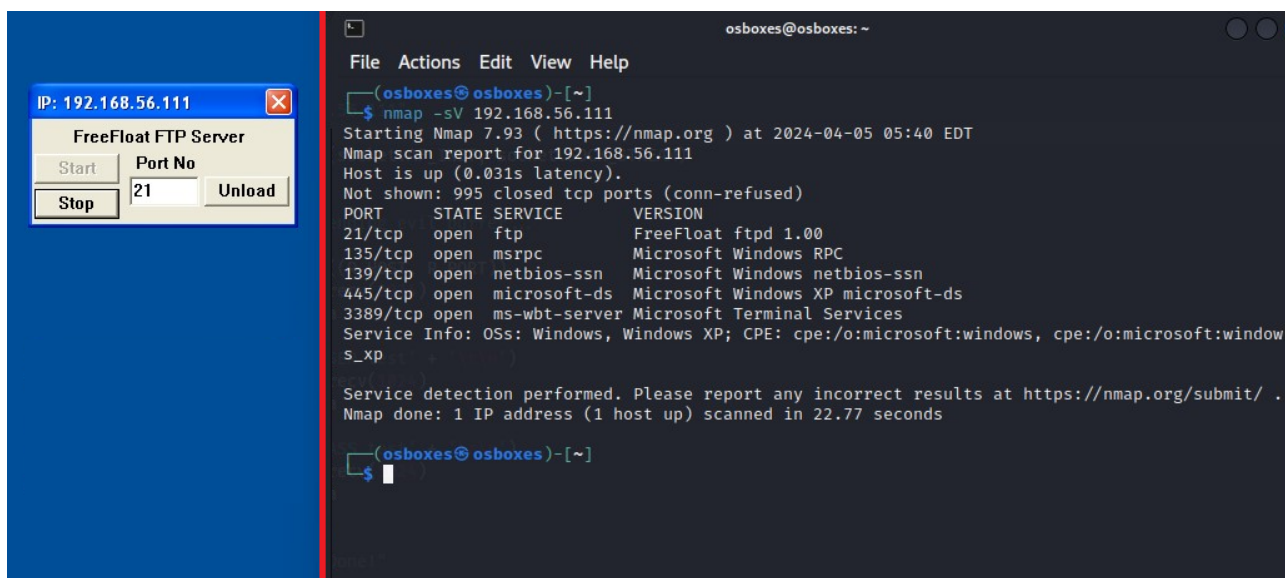 IP: 192.168.56.111
FreeFloat FTP Server
Start
Port No
21
Unload
Stop
osboxes@osboxes: ~
File Actions Edit View Help
(osboxes㉿osboxes)-[~]
$ nmap -sV 192.168.56.111
Starting Nmap 7.93 ( https://nmap.org ) at 2024-04-05 05:40 EDT
Nmap scan report for 192.168.56.111
Host is up (0.031s latency).
Not shown: 995 closed tcp ports (conn-refused)
PORT     STATE SERVICE       VERSION
21/tcp   open  ftp           FreeFloat ftpd 1.00
135/tcp  open  msrpc         Microsoft Windows RPC
139/tcp  open  netbios-ssn   Microsoft Windows netbios-ssn
445/tcp  open  microsoft-ds  Microsoft Windows XP microsoft-ds
3389/tcp open  ms-wbt-server Microsoft Terminal Services
Service Info: OSs: Windows, Windows XP; CPE: cpe:/o:microsoft:windows, cpe:/o:microsoft:window
s_xp
Service detection performed. Please report any incorrect results at https://nmap.org/submit/ .
Nmap done: 1 IP address (1 host up) scanned in 22.77 seconds
(osboxes㉿osboxes)-[~]
$